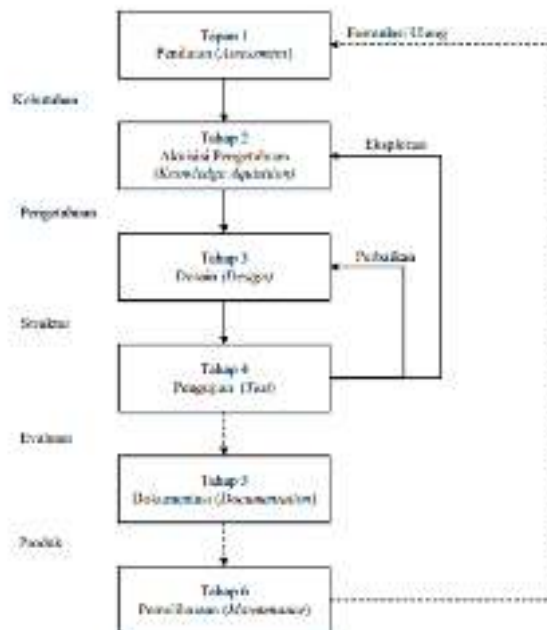 Tahap 1
Formulasi Ulang
Penilaian (Assessment)
Kebutuhan
Tahap 2
Akuisisi Pengetahuan
Eksplorasi
(Knowledge Aquisition)
Pengetahuan
Tahap 3
Perbaikan
Desain (Design)
Struktur
Tahap 4
Pengujian (Test)
Evaluasi
Tahap 5
Dokumentasi (Documentation)
Produk
Tahap 6
Pemeliharaan (Maintenance)